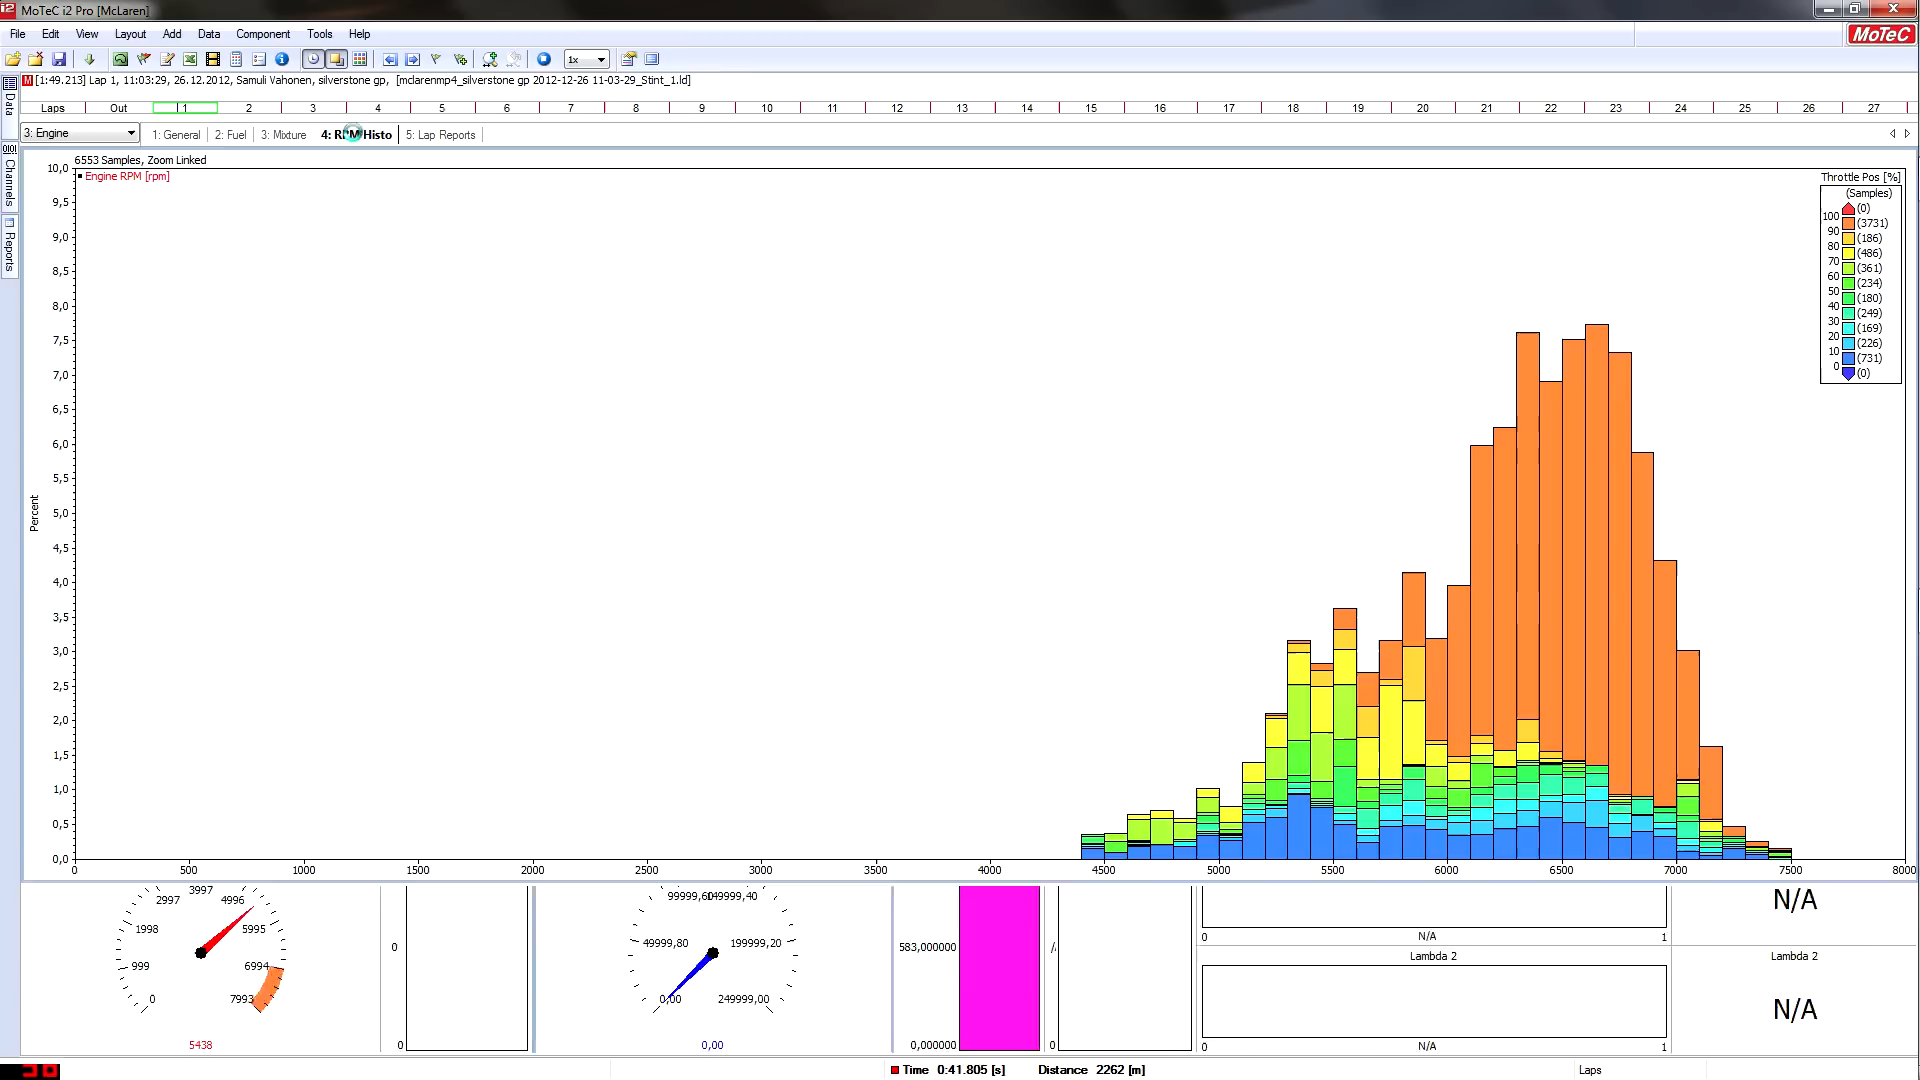 MoTeC i2 Pro [McLaren]
File Edit View Layout Add Data Component Tools Help
MoTeC
1x
[1:49.213] Lap 1, 11:03:29, 26.12.2012, Samuli Vahonen, silverstone gp, [mclarenmp4_silverstone gp 2012-12-26 11-03-29_Stint_1.ld]
Laps Out 1 2 3 4 5 6 7 8 9 10 11 12 13 14 15 16 17 18 19 20 21 22 23 24 25 26 27
3: Engine 1: General 2: Fuel 3: Mixture 4: RPM Histo 5: Lap Reports
Data
Channels
Reports
6553 Samples, Zoom Linked
Engine RPM [rpm]
Percent
10,0
9,5
9,0
8,5
8,0
7,5
7,0
6,5
6,0
5,5
5,0
4,5
4,0
3,5
3,0
2,5
2,0
1,5
1,0
0,5
0,0
0 500 1000 1500 2000 2500 3000 3500 4000 4500 5000 5500 6000 6500 7000 7500 8000
Throttle Pos [%]
(Samples)
(0)
100
(3731)
90
(186)
80
(486)
70
(361)
60
(234)
50
(180)
40
(249)
30
(169)
20
(226)
10
(731)
0
(0)
3997
2997 4996
1998 5995
999 6994
0 7993
5438
0
0
149999,40
49999,80 199999,20
0,00 249999,00
0,00
583,000000
0,000000
0
0 N/A 1
Lambda 2
0 N/A 1
N/A
Lambda 2
N/A
Time 0:41.805 [s] Distance 2262 [m] Laps